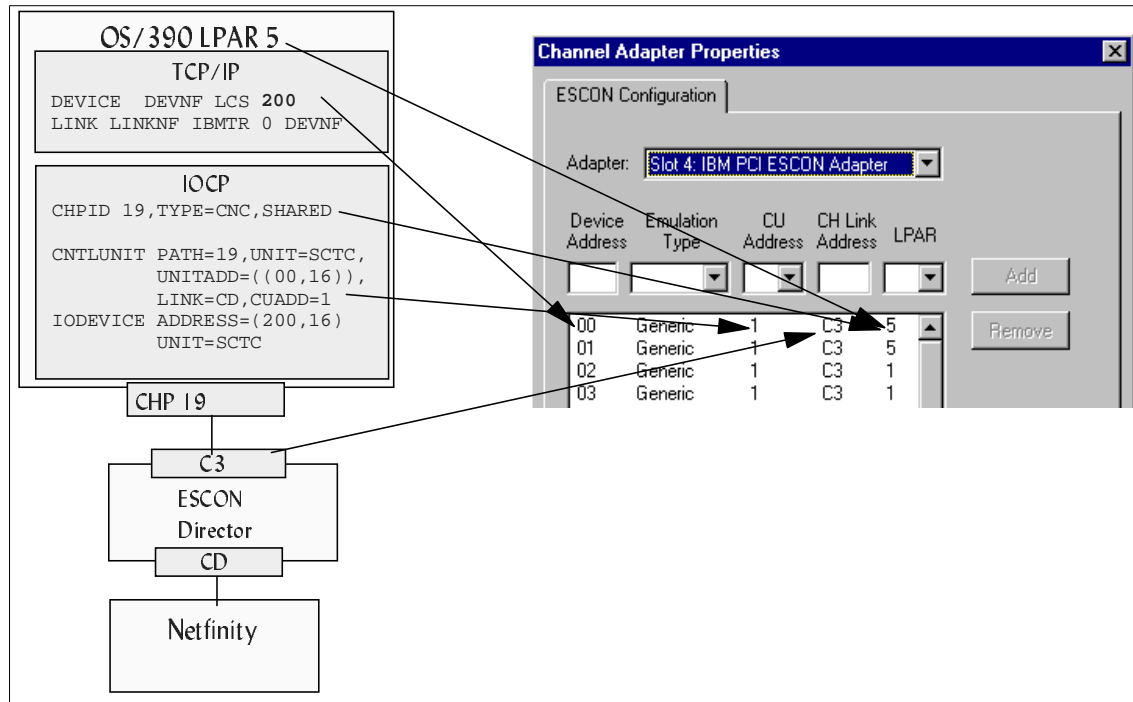 OS/390 LPAR 5
TCP/IP
DEVICE DEVNF LCS 200
LINK LINKNF IBMTR 0 DEVNF
IOCP
CHPID 19,TYPE=CNC,SHARED
CNTLUNIT PATH=19,UNIT=SCTC,
UNITADD=((00,16)),
LINK=CD,CUADD=1
IODEVICE ADDRESS=(200,16)
UNIT=SCTC
CHP 19
C3
ESCON
Director
CD
Netfinity
Channel Adapter Properties
ESCON Configuration
Adapter: Slot 4: IBM PCI ESCON Adapter
Device Emulation CU CH Link
Address Type Address Address LPAR
Add
00 Generic 1 C3 5
01 Generic 1 C3 5
02 Generic 1 C3 1
03 Generic 1 C3 1
Remove